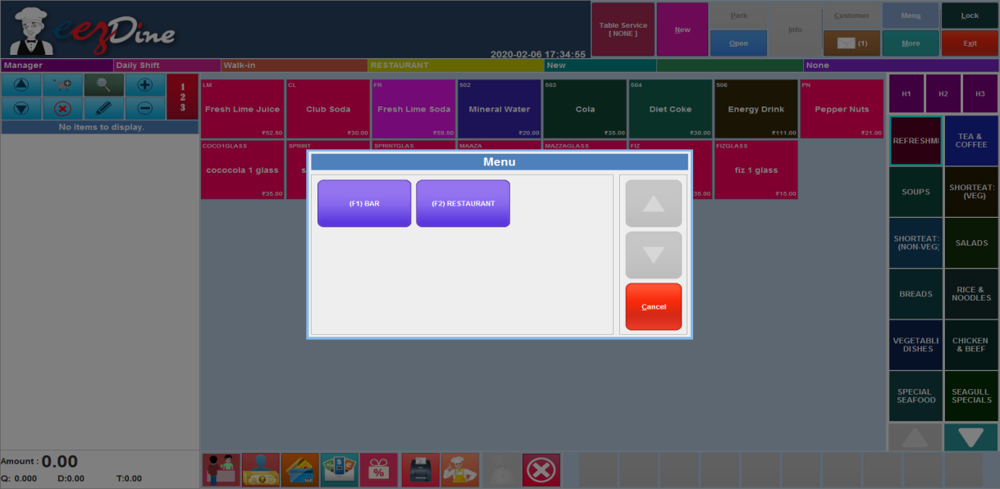 eezDine
Table Service
[ NONE ]
New
Park
Open
Info
Customer
(1)
Menu
More
Lock
Exit
2020-02-06 17:34:55
Manager
Daily Shift
Walk-in
RESTAURANT
New
None
1
2
3
No items to display.
LM
Fresh Lime Juice
₹52.50
CL
Club Soda
₹30.00
FR
Fresh Lime Soda
₹59.50
502
Mineral Water
₹20.00
503
Cola
₹35.00
504
Diet Coke
₹30.00
506
Energy Drink
₹111.00
PN
Pepper Nuts
₹21.00
COCO1GLASS
cococola 1 glass
₹35.00
SPRINT
s
SPRINTGLAS
MAAZA
MAZZAGLASS
FIZ
35.00
FIZGLASS
fiz 1 glass
₹15.00
Menu
(F1) BAR
(F2) RESTAURANT
Cancel
H1
H2
H3
REFRESHMI
TEA &
COFFEE
SOUPS
SHORTEAT:
(VEG)
SHORTEAT:
(NON-VEG)
SALADS
BREADS
RICE &
NOODLES
VEGETABLE
DISHES
CHICKEN
& BEEF
SPECIAL
SEAFOOD
SEAGULL
SPECIALS
Amount : 0.00
Q: 0.000 D:0.00 T:0.00
%